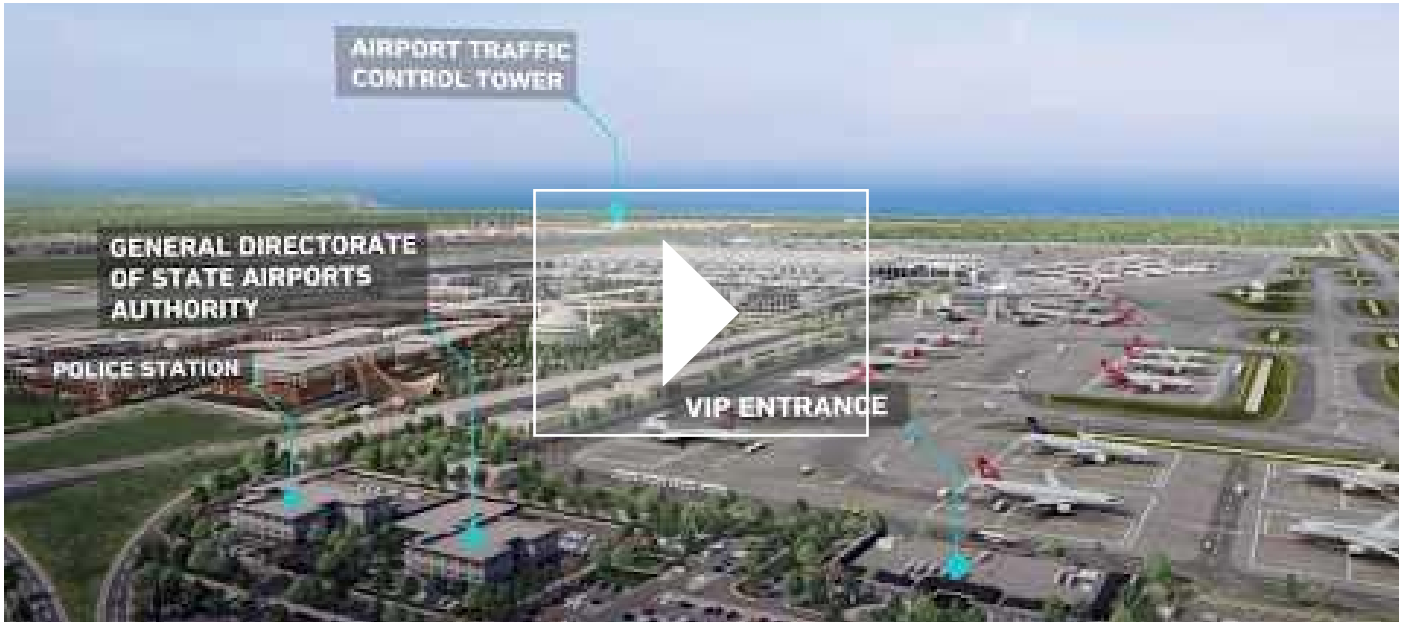 AIRPORT TRAFFIC
CONTROL TOWER
GENERAL DIRECTORATE
OF STATE AIRPORTS
AUTHORITY
POLICE STATION
VIP ENTRANCE